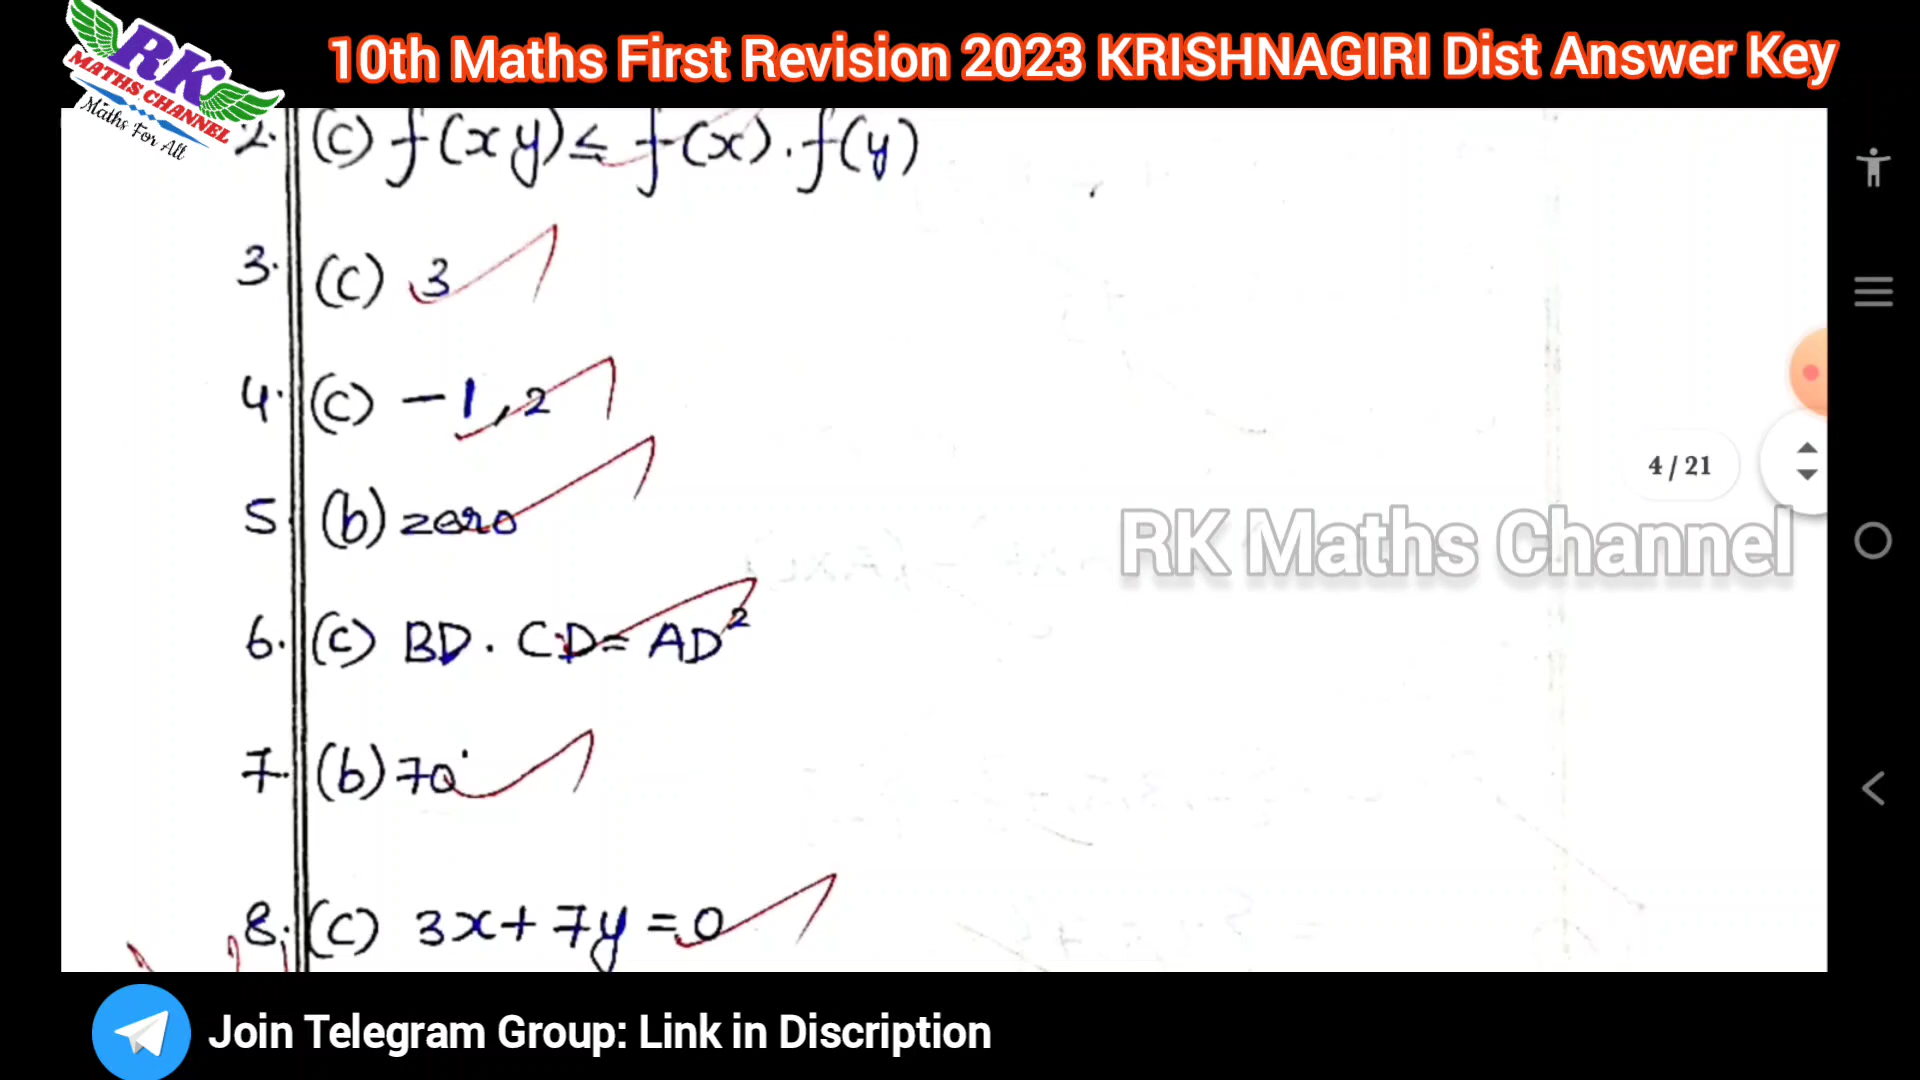 RK
MATHS CHANNEL
Maths For All
10th Maths First Revision 2023 KRISHNAGIRI Dist Answer Key
2. (c) f(xy) ≤ f(x).f(y)
3. (c) 3
4. (c) -1, 2
5. (b) zero
6. (c) BD · CD = AD²
7. (b) 70°
8. (c) 3x + 7y = 0
4 / 21
RK Maths Channel
Join Telegram Group: Link in Discription